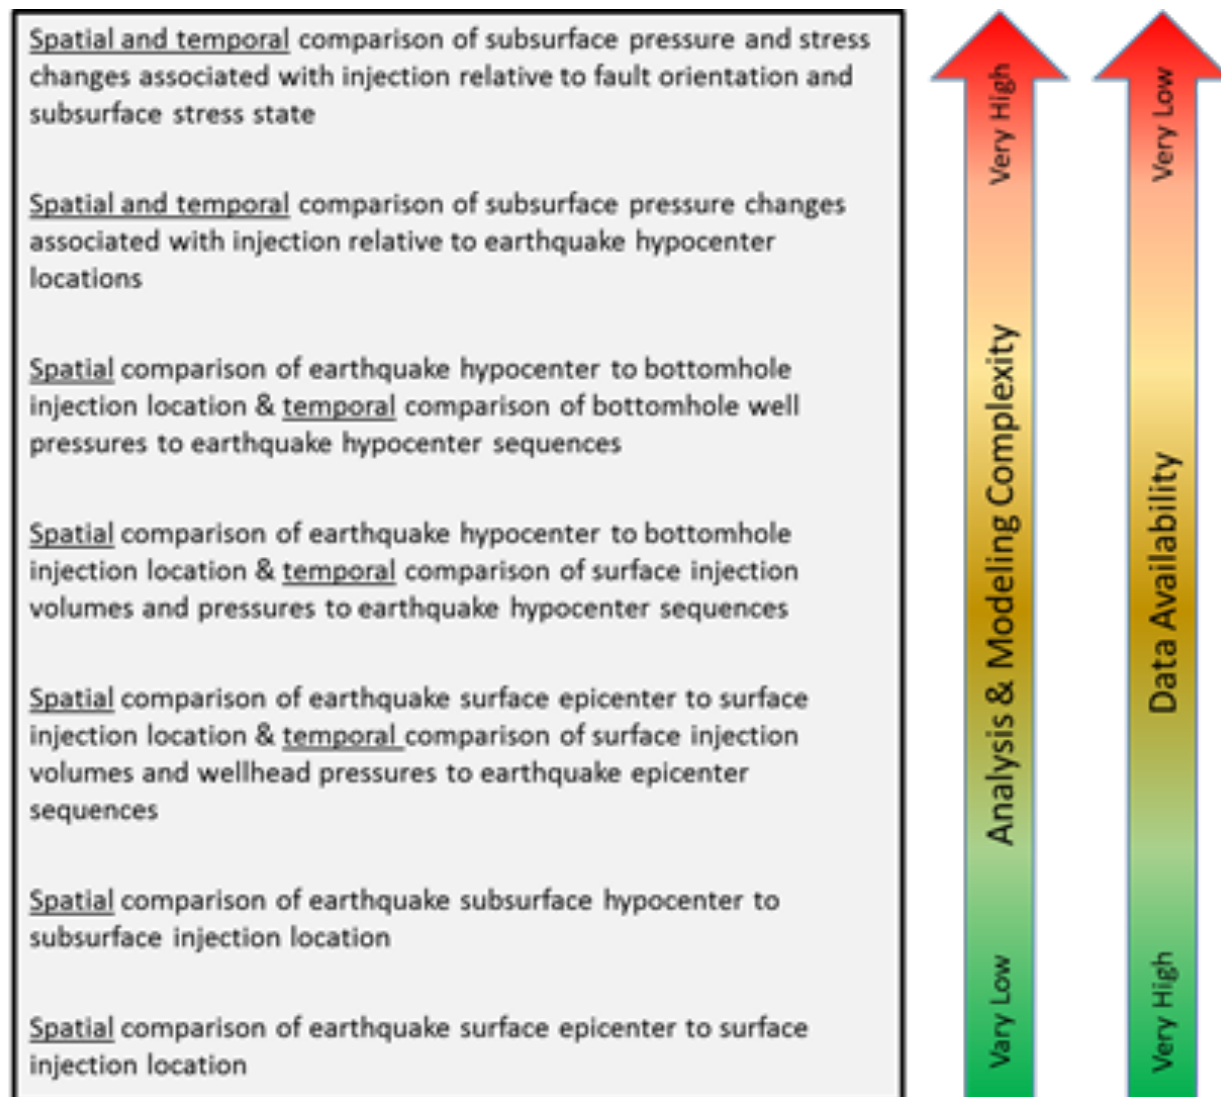 Spatial and temporal comparison of subsurface pressure and stress
changes associated with injection relative to fault orientation and
subsurface stress state
Spatial and temporal comparison of subsurface pressure changes
associated with injection relative to earthquake hypocenter
locations
Spatial comparison of earthquake hypocenter to bottomhole
injection location & temporal comparison of bottomhole well
pressures to earthquake hypocenter sequences
Spatial comparison of earthquake hypocenter to bottomhole
injection location & temporal comparison of surface injection
volumes and pressures to earthquake hypocenter sequences
Spatial comparison of earthquake surface epicenter to surface
injection location & temporal comparison of surface injection
volumes and wellhead pressures to earthquake epicenter
sequences
Spatial comparison of earthquake subsurface hypocenter to
subsurface injection location
Spatial comparison of earthquake surface epicenter to surface
injection location
Very High
Analysis & Modeling Complexity
Vary Low
Very Low
Data Availability
Very High